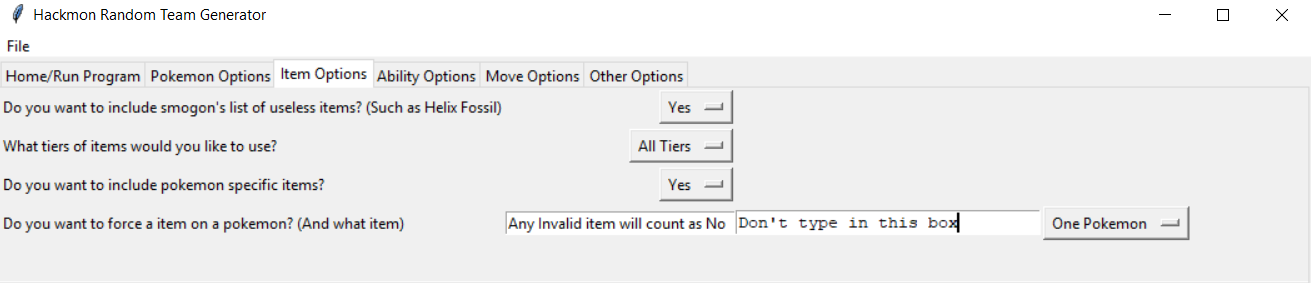 Hackmon Random Team Generator
File
Home/Run Program Pokemon Options Item Options Ability Options Move Options Other Options
Do you want to include smogon's list of useless items? (Such as Helix Fossil) Yes
What tiers of items would you like to use? All Tiers
Do you want to include pokemon specific items? Yes
Do you want to force a item on a pokemon? (And what item) Any Invalid item will count as No Don't type in this box One Pokemon